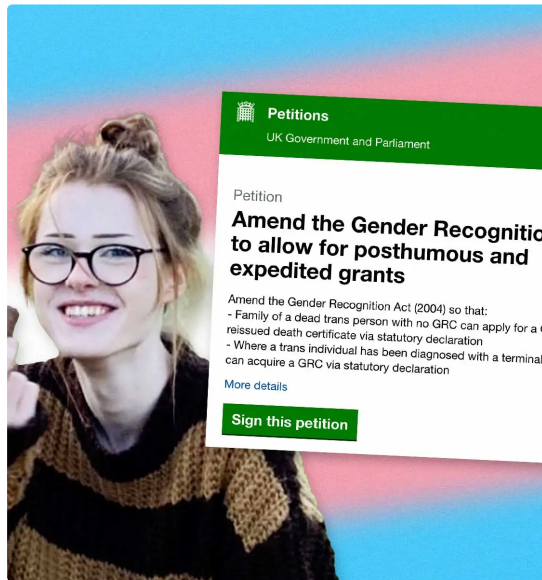 Petitions
UK Government and Parliament
Petition
Amend the Gender Recognitio
to allow for posthumous and
expedited grants
Amend the Gender Recognition Act (2004) so that:
- Family of a dead trans person with no GRC can apply for a
reissued death certificate via statutory declaration
- Where a trans individual has been diagnosed with a terminal
can acquire a GRC via statutory declaration
More details
Sign this petition